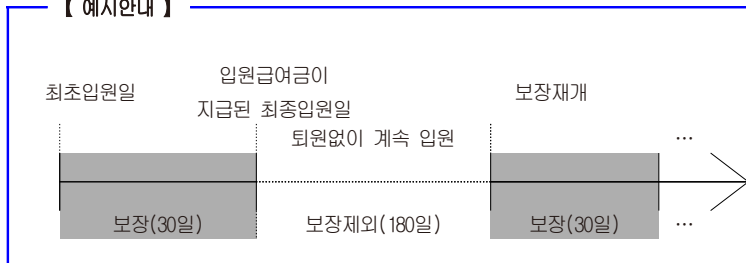 【 예시안내 】
입원급여금이
최초입원일
보장재개
지급된 최종입원일
퇴원없이 계속 입원
…
보장(30일)
보장제외(180일)
보장(30일)
…